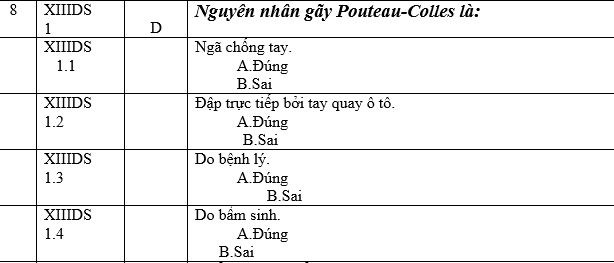 8 XIIIDS Nguyên nhân gãy Pouteau-Colles là:
1 D
XIIIDS Ngã chống tay.
1.1 A.Đúng
B.Sai
XIIIDS Đập trực tiếp bởi tay quay ô tô.
1.2 A.Đúng
B.Sai
XIIIDS Do bệnh lý.
1.3 A.Đúng
B.Sai
XIIIDS Do bẩm sinh.
1.4 A.Đúng
B.Sai